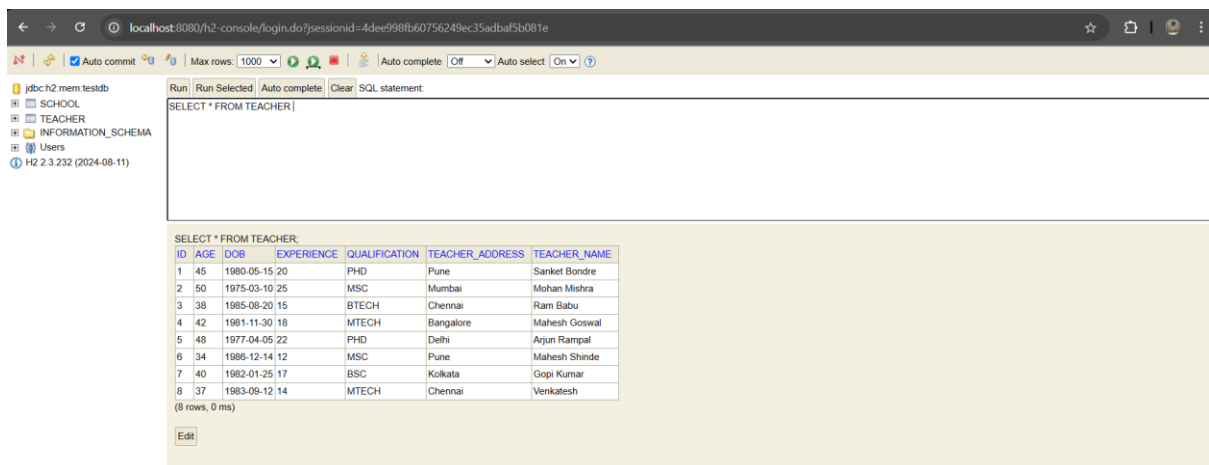 localhost:8080/h2-console/login.do?jsessionid=4dee998fb60756249ec35adbaf5b081e
Auto commit Max rows: 1000 Auto complete Off Auto select On
jdbc:h2:mem:testdb
SCHOOL
TEACHER
INFORMATION_SCHEMA
Users
H2 2.3.232 (2024-08-11)
Run Run Selected Auto complete Clear SQL statement:
SELECT * FROM TEACHER
SELECT * FROM TEACHER;
ID AGE DOB EXPERIENCE QUALIFICATION TEACHER_ADDRESS TEACHER_NAME
1 45 1980-05-15 20 PHD Pune Sanket Bondre
2 50 1975-03-10 25 MSC Mumbai Mohan Mishra
3 38 1985-08-20 15 BTECH Chennai Ram Babu
4 42 1981-11-30 18 MTECH Bangalore Mahesh Goswal
5 48 1977-04-05 22 PHD Delhi Arjun Rampal
6 34 1986-12-14 12 MSC Pune Mahesh Shinde
7 40 1982-01-25 17 BSC Kolkata Gopi Kumar
8 37 1983-09-12 14 MTECH Chennai Venkatesh
(8 rows, 0 ms)
Edit